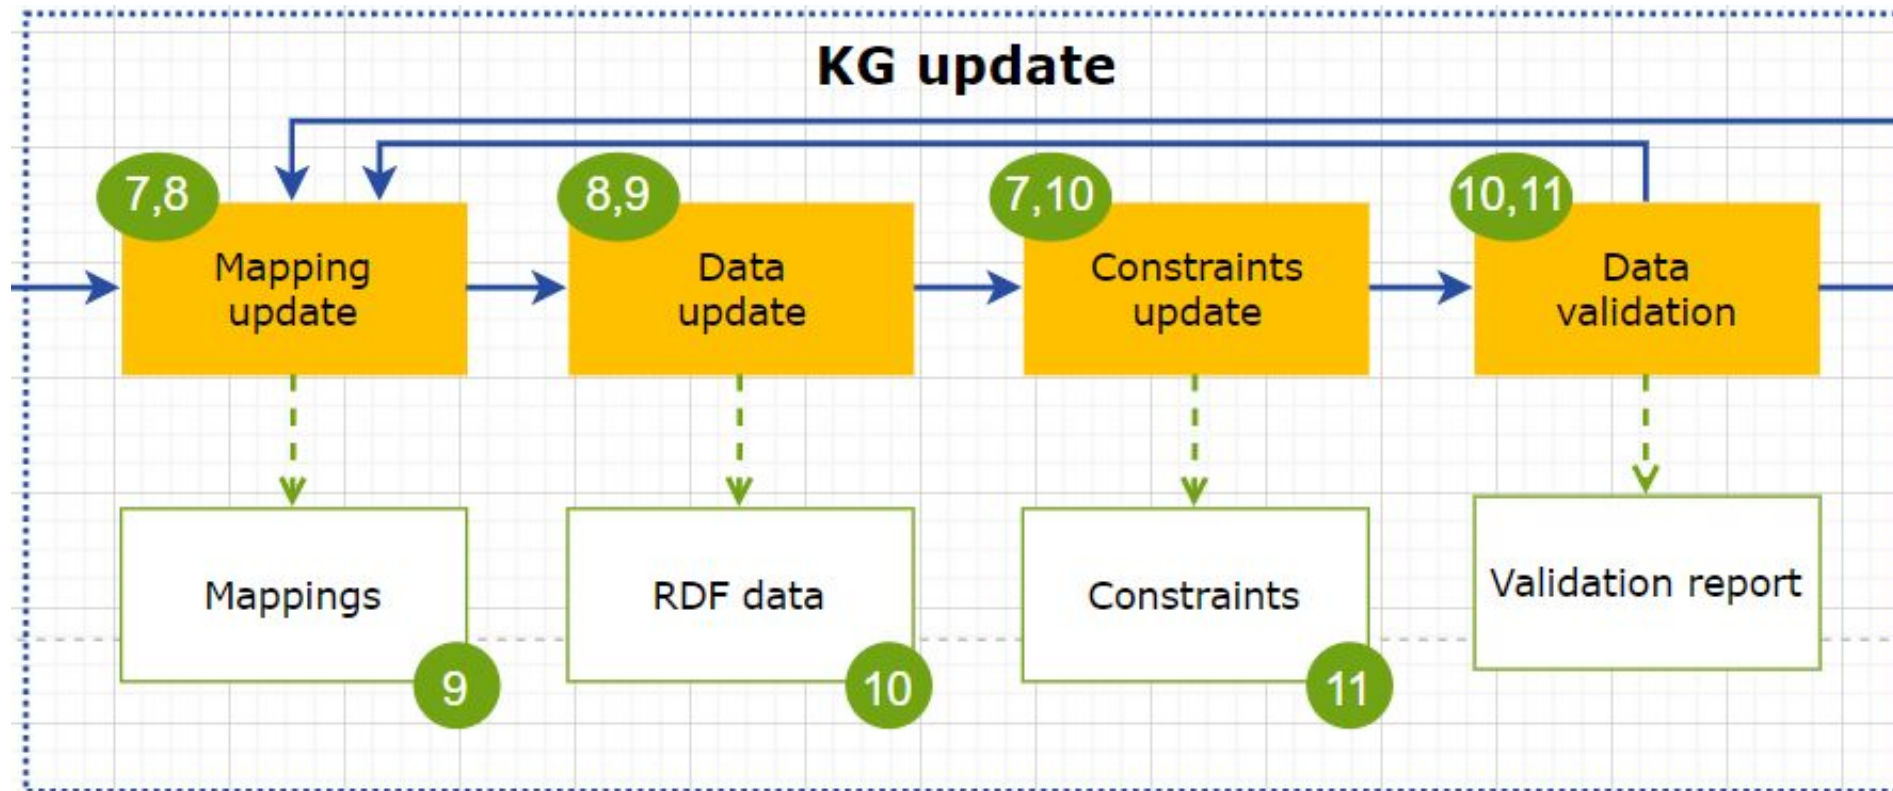 KG update
7,8
8,9
7,10
10,11
Mapping
update
Data
update
Constraints
update
Data
validation
Mappings
RDF data
Constraints
Validation report
9
10
11